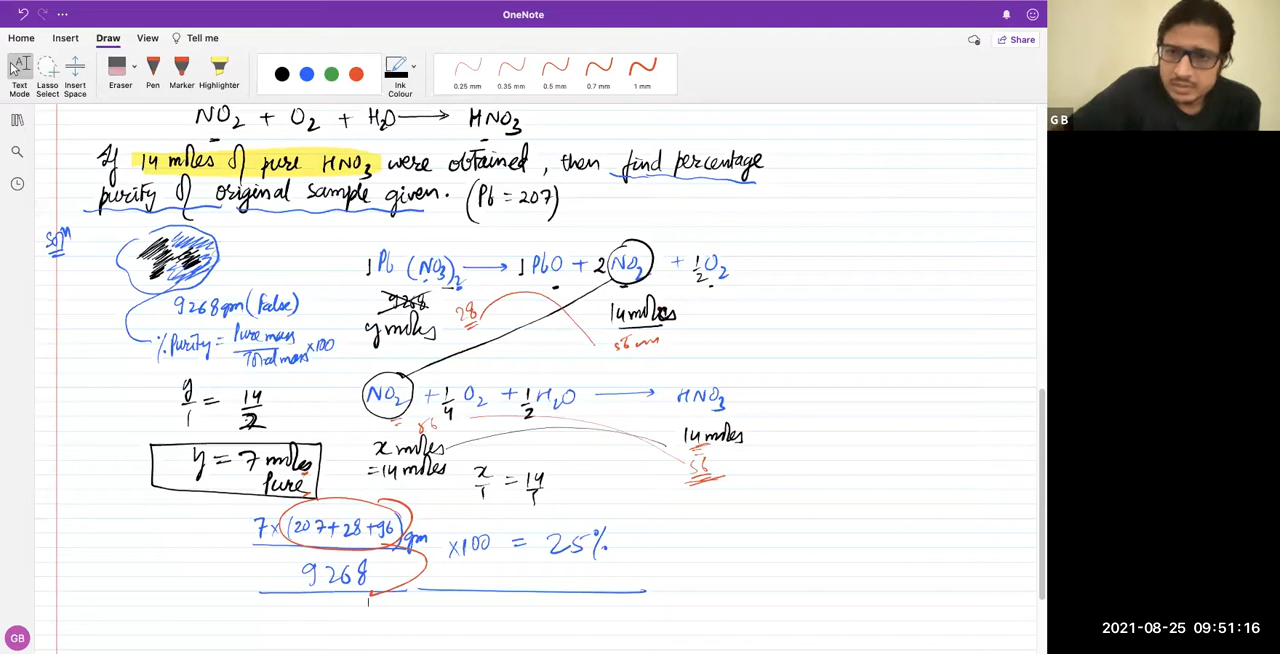 OneNote
Home Insert Draw View Tell me
Share
Text Mode
Lasso Select
Insert Space
Eraser
Pen
Marker
Highlighter
Ink Colour
0.25 mm
0.35 mm
0.5 mm
0.7 mm
1 mm
GB
NO2 + O2 + H2O → HNO3
If 14 moles of pure HNO3 were obtained, then find percentage
purity of original sample given. (Pb = 207)
Soln
1 Pb(NO3)2 → 1 PbO + 2 NO2 + 1/2 O2
9268gm (False)
9268
28
14 moles
y moles
% Purity = Pure mass / Total mass × 100
y/1 = 14/2
NO2 + 1/4 O2 + 1/2 H2O → HNO3
56
x moles
14 moles
= 14 moles
x/1 = 14/1
56
y = 7 moles
Pure
7×(207+28+96)gm
×100 = 25%
9268
GB
2021-08-25 09:51:16